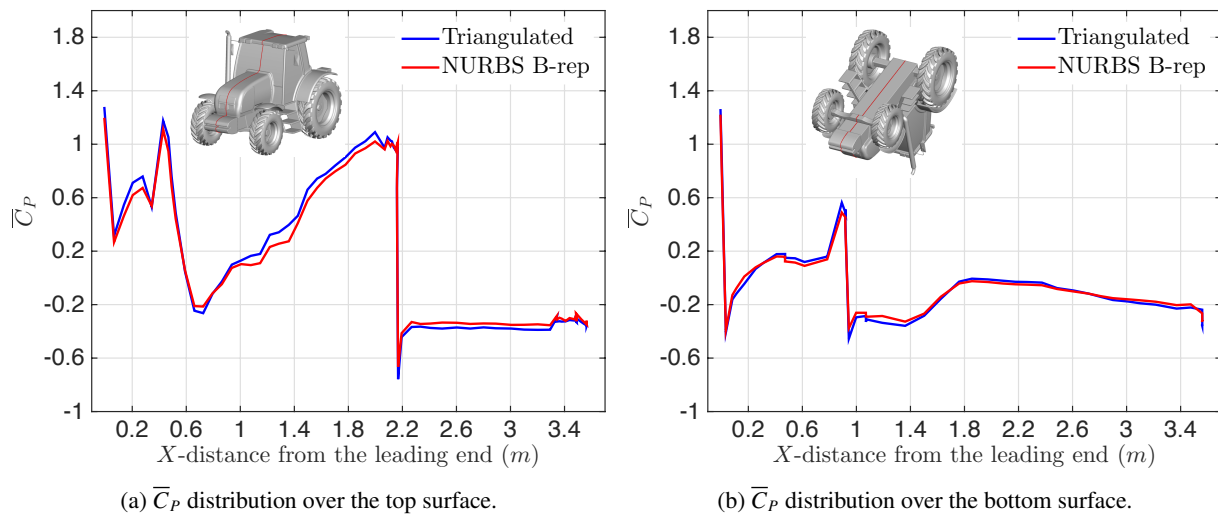 1.8
1.4
1
0.6
0.2
-0.2
-0.6
-1
C̅_P
Triangulated
NURBS B-rep
0.2 0.6 1 1.4 1.8 2.2 2.6 3 3.4
X-distance from the leading end (m)
(a) C̅_P distribution over the top surface.
1.8
1.4
1
0.6
0.2
-0.2
-0.6
-1
C̅_P
Triangulated
NURBS B-rep
0.2 0.6 1 1.4 1.8 2.2 2.6 3 3.4
X-distance from the leading end (m)
(b) C̅_P distribution over the bottom surface.